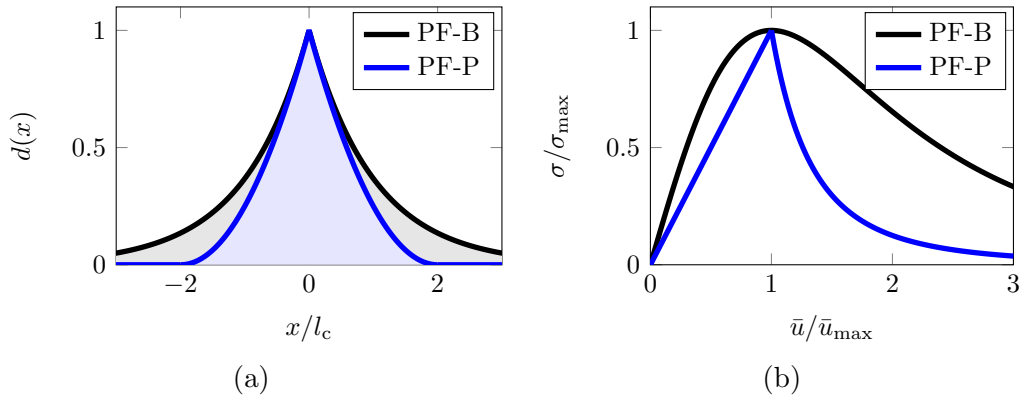 1
0.5
0
−2
0
2
d(x)
x/l_c
PF-B
PF-P
(a)
1
0.5
0
0
1
2
3
σ/σ_max
ū/ū_max
PF-B
PF-P
(b)